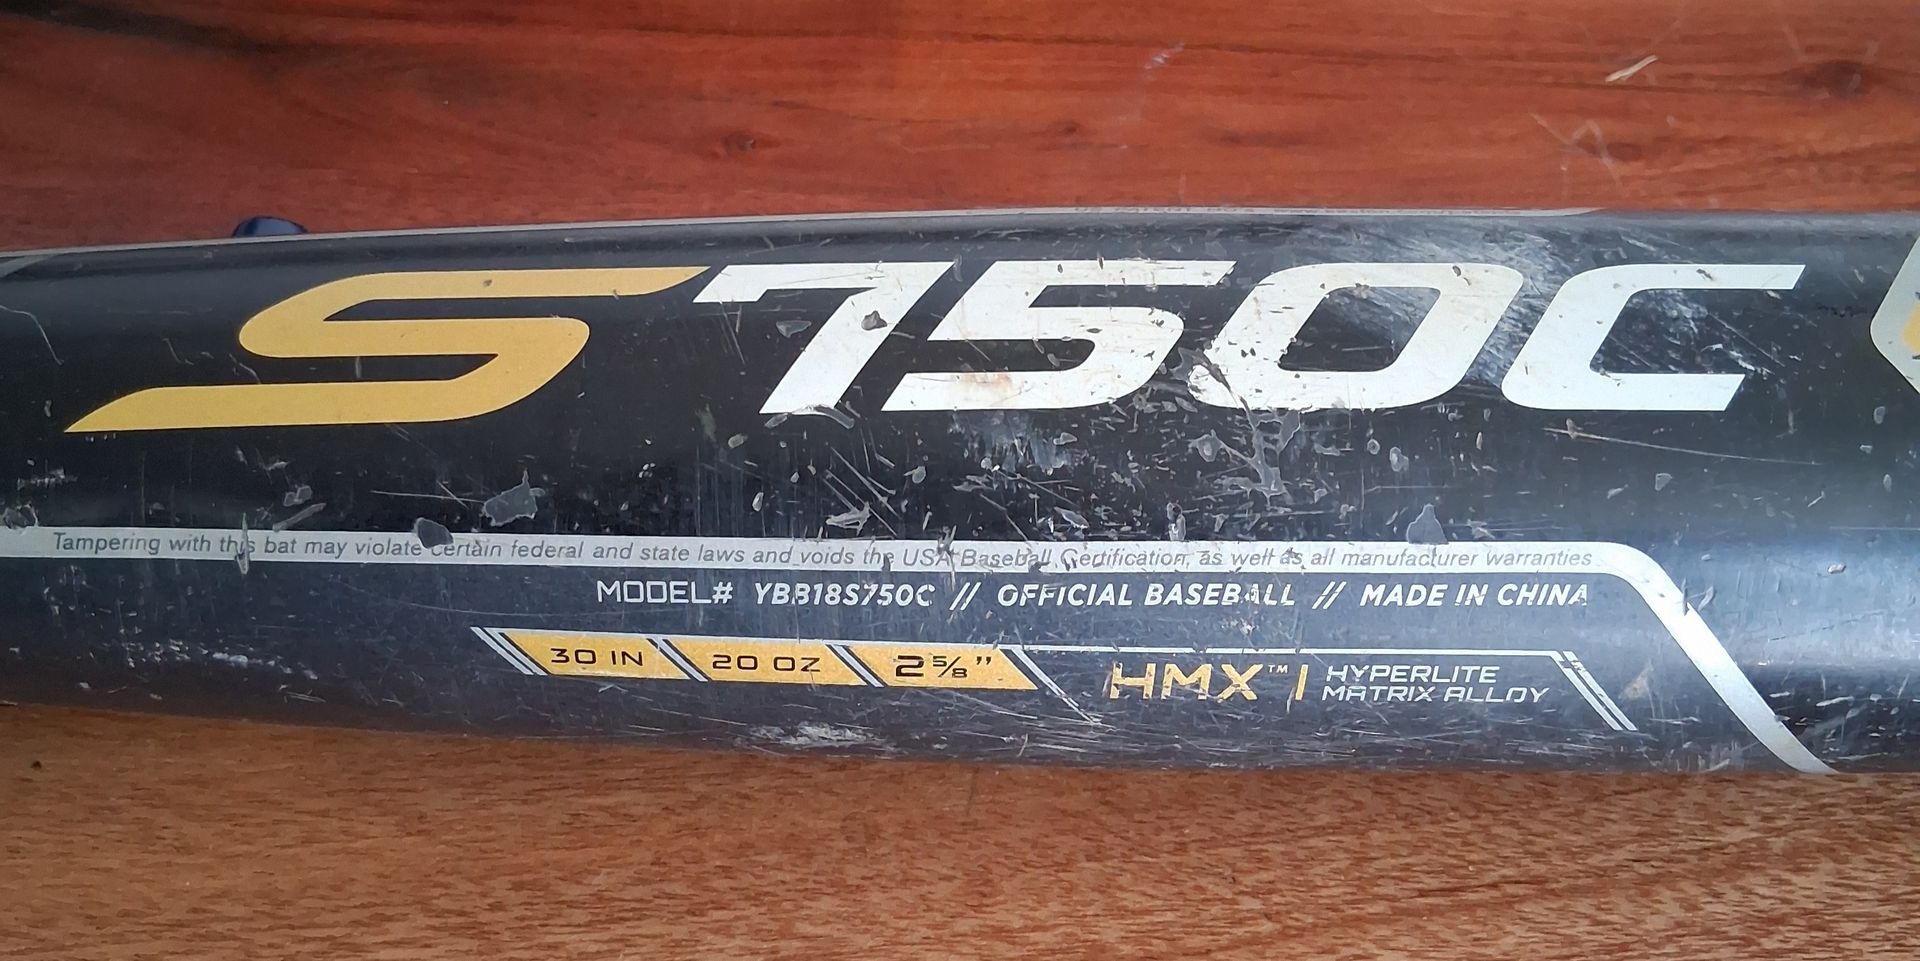 S750C
Tampering with this bat may violate certain federal and state laws and voids the USA Baseball Certification, as well as all manufacturer warranties
MODEL# YBB18S750C // OFFICIAL BASEBALL // MADE IN CHINA
30 IN 20 OZ 2 5/8" HMX™ | HYPERLITE
MATRIX ALLOY